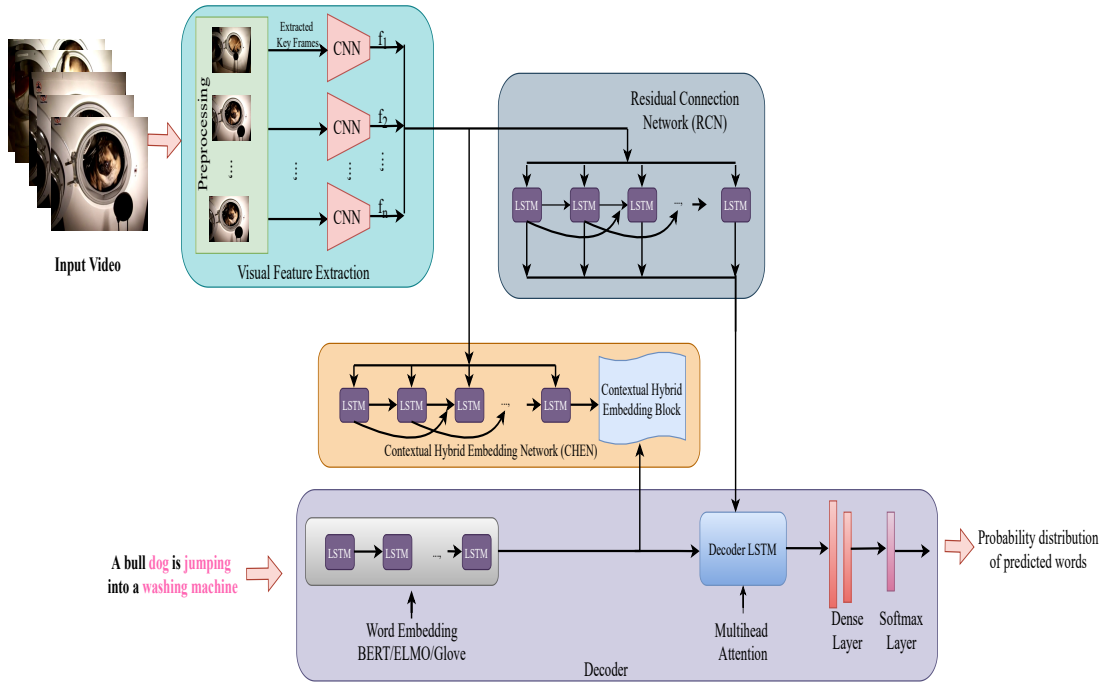 Input Video
Preprocessing
Extracted
Key Frames
CNN
f1
CNN
f2
CNN
fn
Visual Feature Extraction
Residual Connection
Network (RCN)
LSTM
LSTM
LSTM
....,
LSTM
LSTM
LSTM
LSTM
...,
LSTM
Contextual Hybrid
Embedding Block
Contextual Hybrid Embedding Network (CHEN)
A bull dog is jumping
into a washing machine
LSTM
LSTM
...,
LSTM
Word Embedding
BERT/ELMO/Glove
Decoder LSTM
Multihead
Attention
Dense
Layer
Softmax
Layer
Decoder
Probability distribution
of predicted words